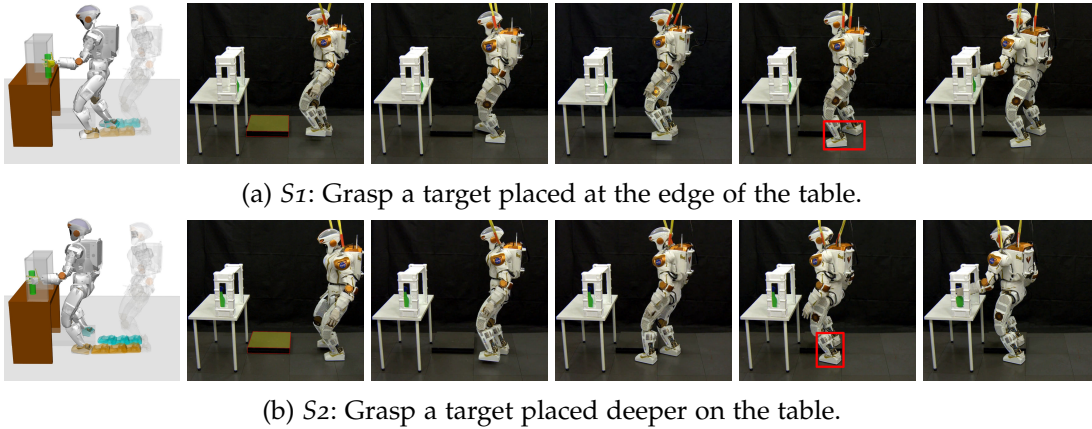 (a) S1: Grasp a target placed at the edge of the table.
(b) S2: Grasp a target placed deeper on the table.